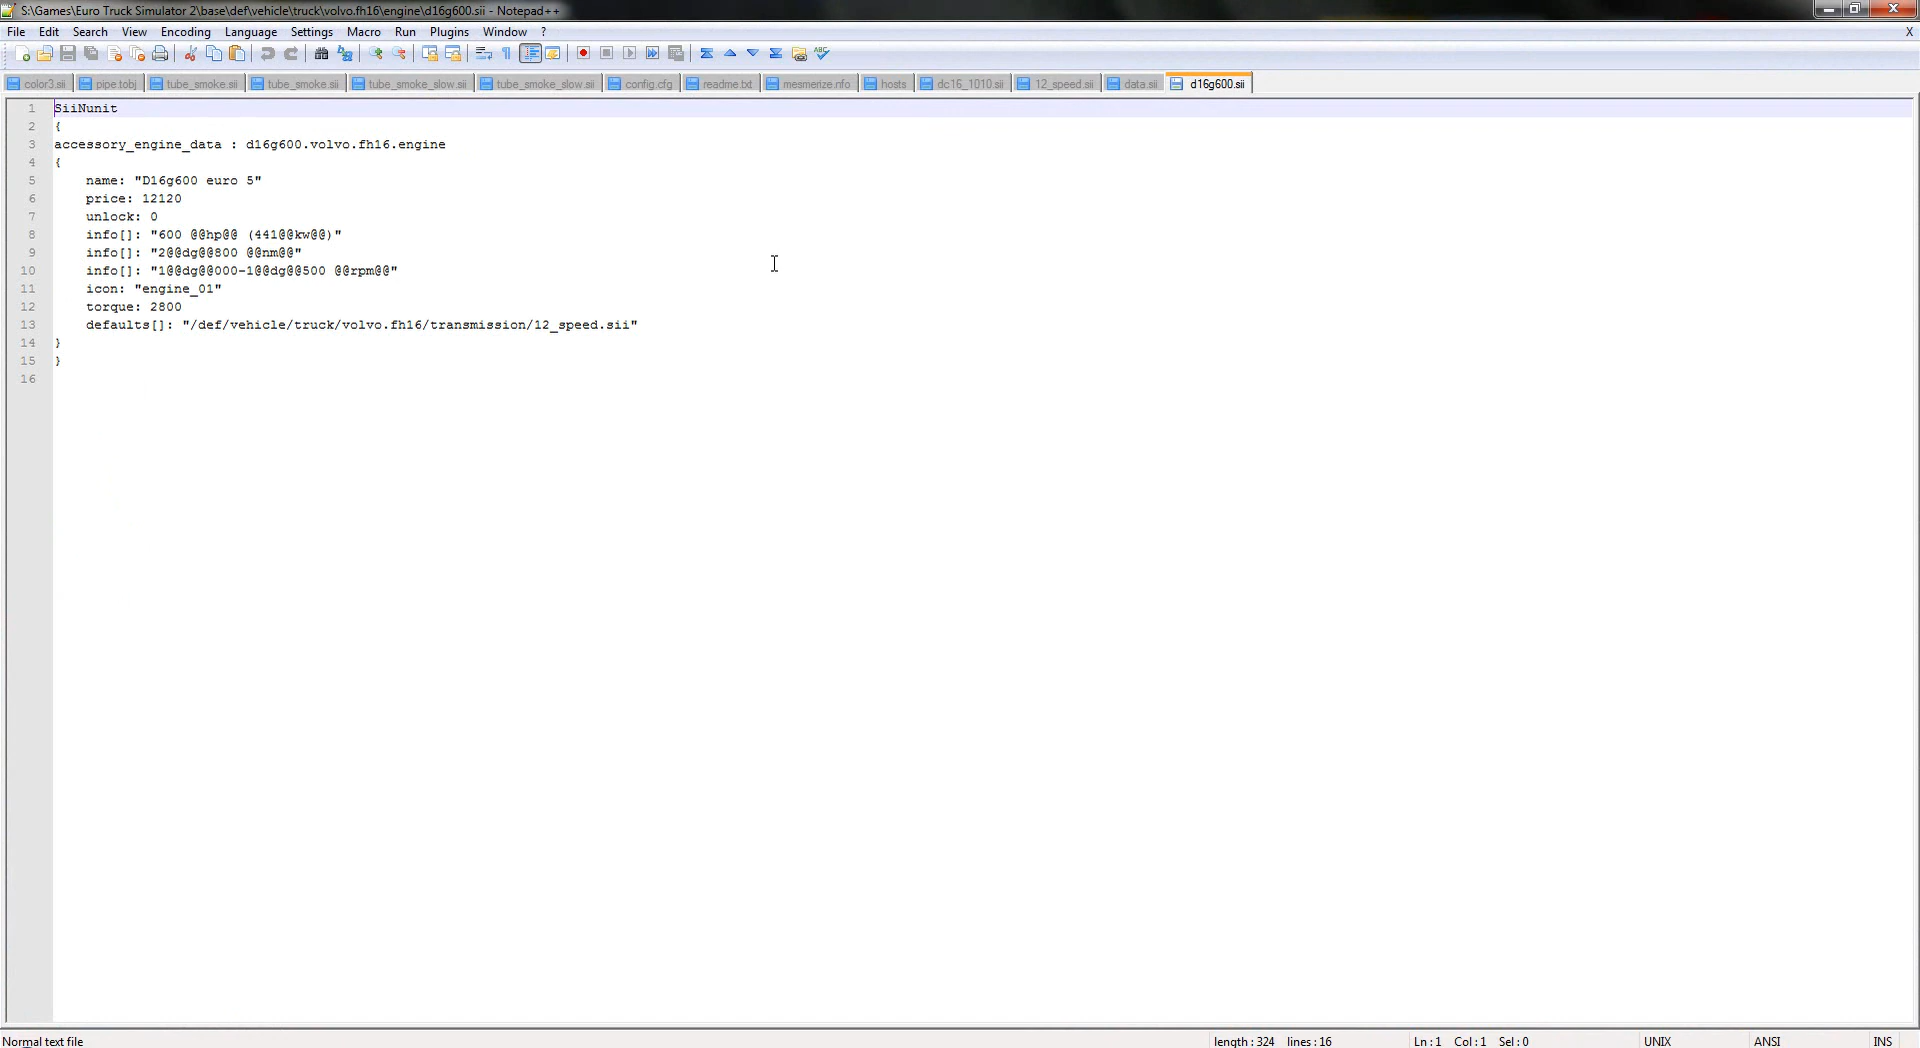 S:\Games\Euro Truck Simulator 2\base\def\vehicle\truck\volvo.fh16\engine\d16g600.sii - Notepad++
File Edit Search View Encoding Language Settings Macro Run Plugins Window ? X
color3.sii pipe.tobj tube_smoke.sii tube_smoke.sii tube_smoke_slow.sii tube_smoke_slow.sii config.cfg readme.txt mesmerize.nfo hosts dc16_1010.sii 12_speed.sii data.sii d16g600.sii
1 SiiNunit
2 {
3 accessory_engine_data : d16g600.volvo.fh16.engine
4 {
5 name: "D16g600 euro 5"
6 price: 12120
7 unlock: 0
8 info[]: "600 @@hp@@ (441@@kw@@)"
9 info[]: "2@@dg@@800 @@nm@@"
10 info[]: "1@@dg@@000-1@@dg@@500 @@rpm@@"
11 icon: "engine_01"
12 torque: 2800
13 defaults[]: "/def/vehicle/truck/volvo.fh16/transmission/12_speed.sii"
14 }
15 }
16
Normal text file length : 324 lines : 16 Ln : 1 Col : 1 Sel : 0 UNIX ANSI INS